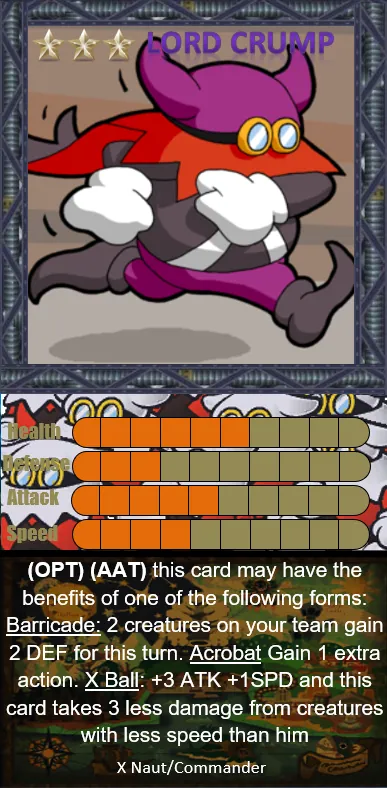 LORD CRUMP
Health
Defense
Attack
Speed
(OPT) (AAT) this card may have the
benefits of one of the following forms:
Barricade: 2 creatures on your team gain
2 DEF for this turn. Acrobat Gain 1 extra
action. X Ball: +3 ATK +1SPD and this
card takes 3 less damage from creatures
with less speed than him
X Naut/Commander